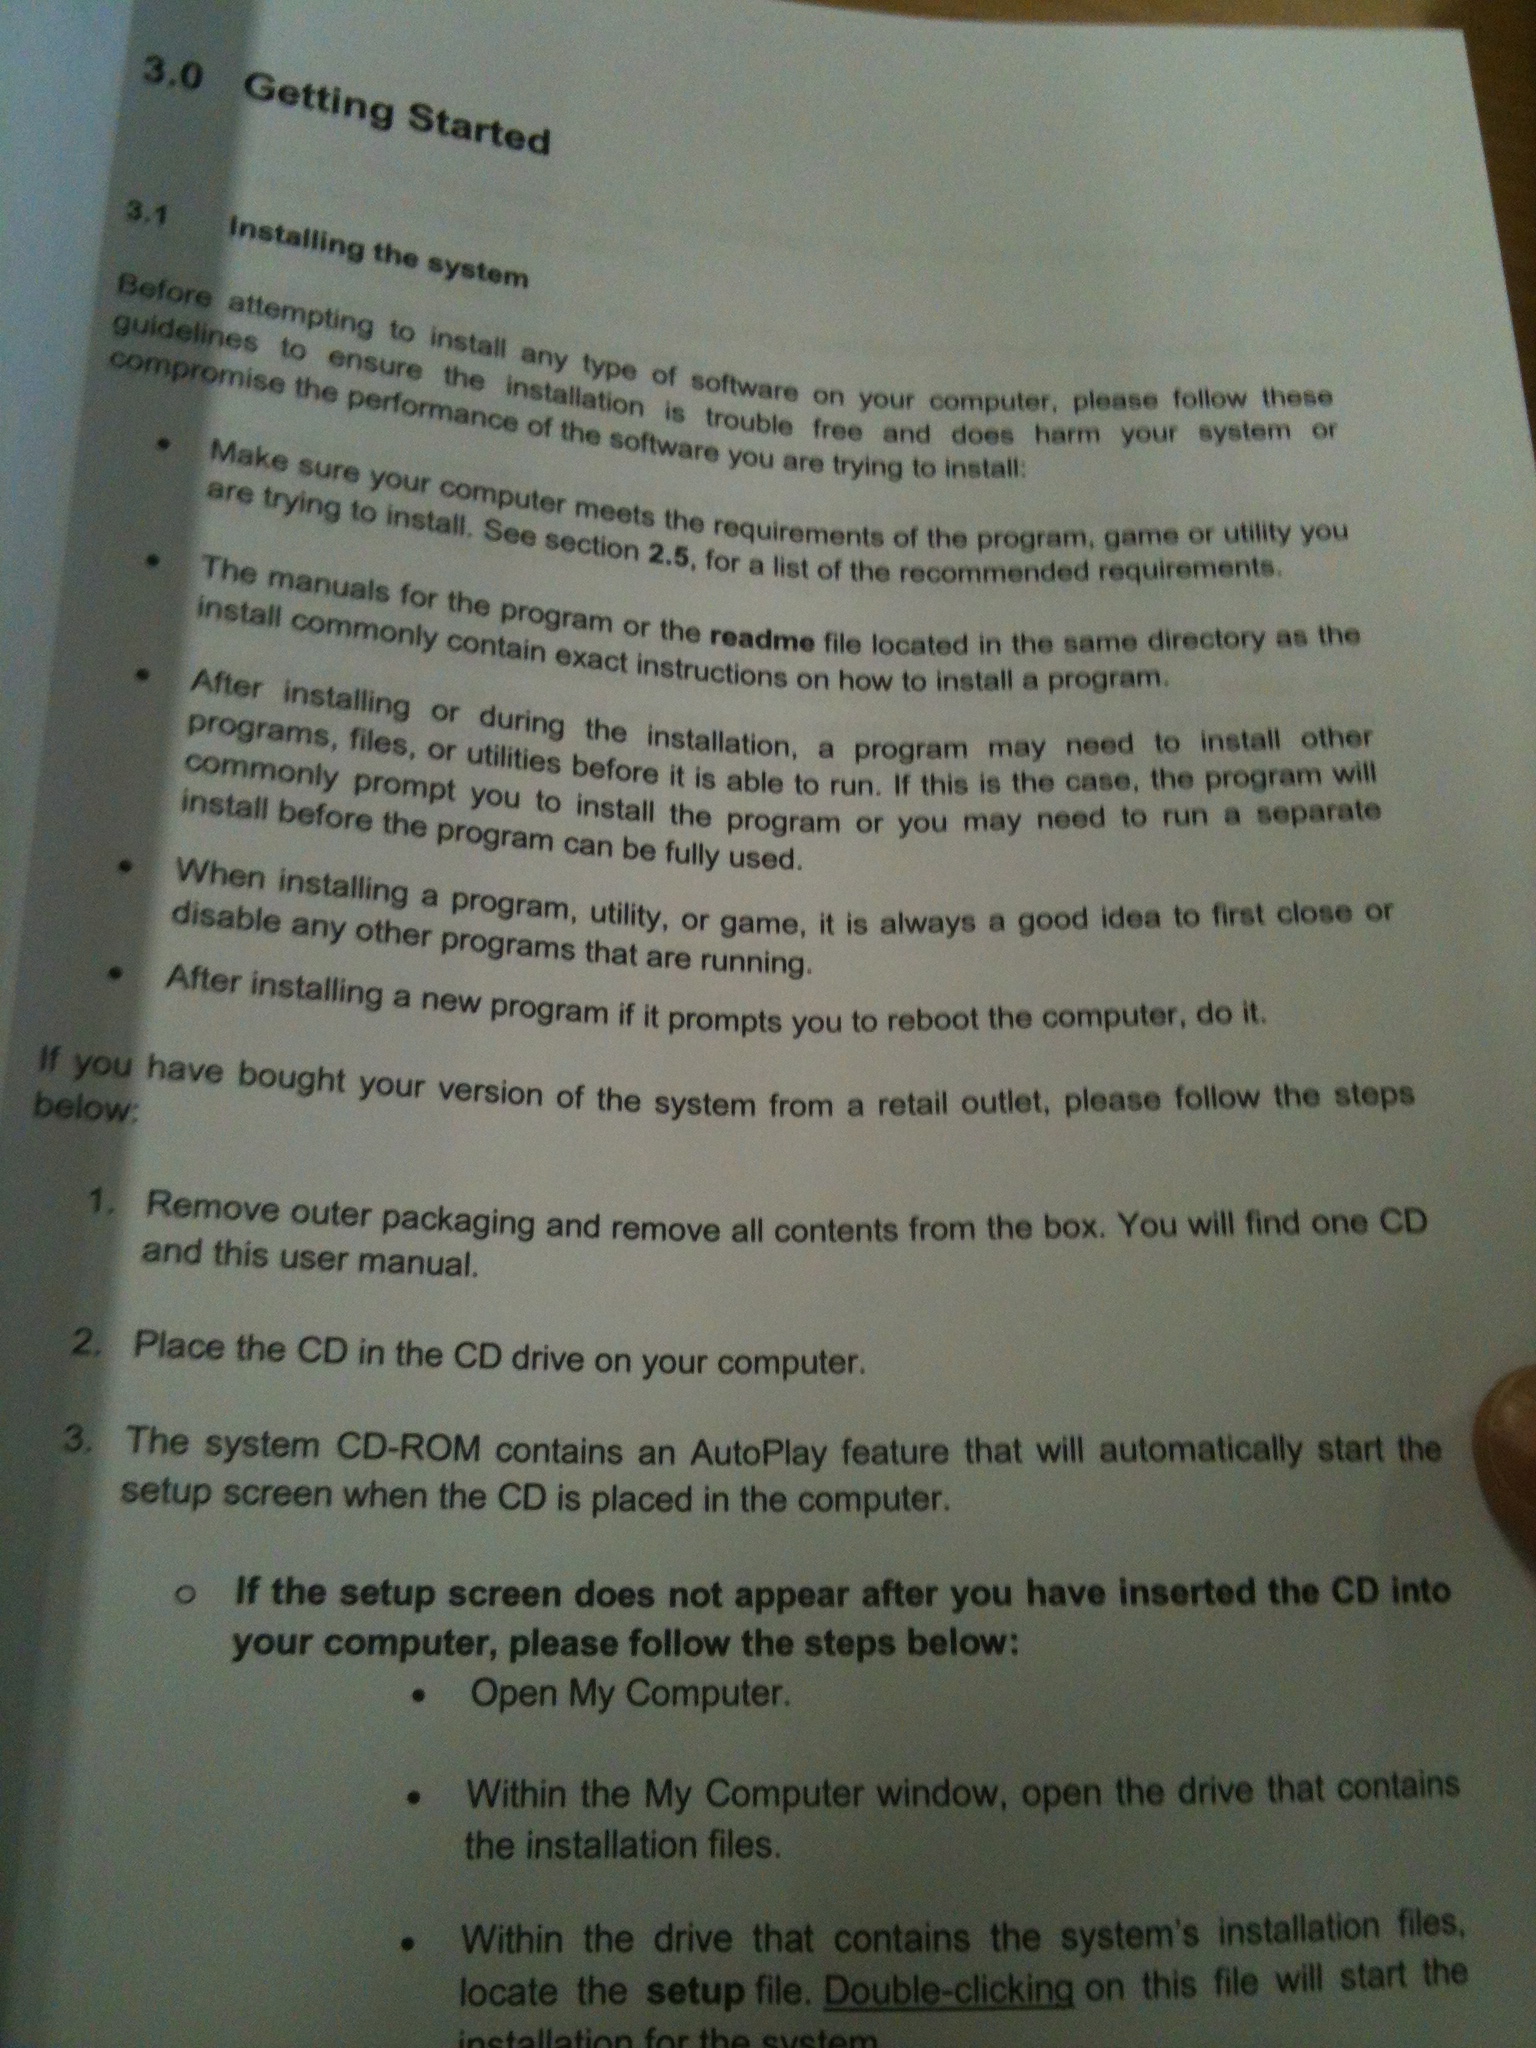 3.0 Getting Started
3.1 Installing the system
Before attempting to install any type of software on your computer, please follow these
guidelines to ensure the installation is trouble free and does harm your system or
compromise the performance of the software you are trying to install:
• Make sure your computer meets the requirements of the program, game or utility you
are trying to install. See section 2.5, for a list of the recommended requirements.
• The manuals for the program or the readme file located in the same directory as the
install commonly contain exact instructions on how to install a program.
• After installing or during the installation, a program may need to install other
programs, files, or utilities before it is able to run. If this is the case, the program will
commonly prompt you to install the program or you may need to run a separate
install before the program can be fully used.
• When installing a program, utility, or game, it is always a good idea to first close or
disable any other programs that are running.
• After installing a new program if it prompts you to reboot the computer, do it.
If you have bought your version of the system from a retail outlet, please follow the steps
below:
1. Remove outer packaging and remove all contents from the box. You will find one CD
and this user manual.
2. Place the CD in the CD drive on your computer.
3. The system CD-ROM contains an AutoPlay feature that will automatically start the
setup screen when the CD is placed in the computer.
o If the setup screen does not appear after you have inserted the CD into
your computer, please follow the steps below:
• Open My Computer.
• Within the My Computer window, open the drive that contains
the installation files.
• Within the drive that contains the system's installation files,
locate the setup file. Double-clicking on this file will start the
installation for the system